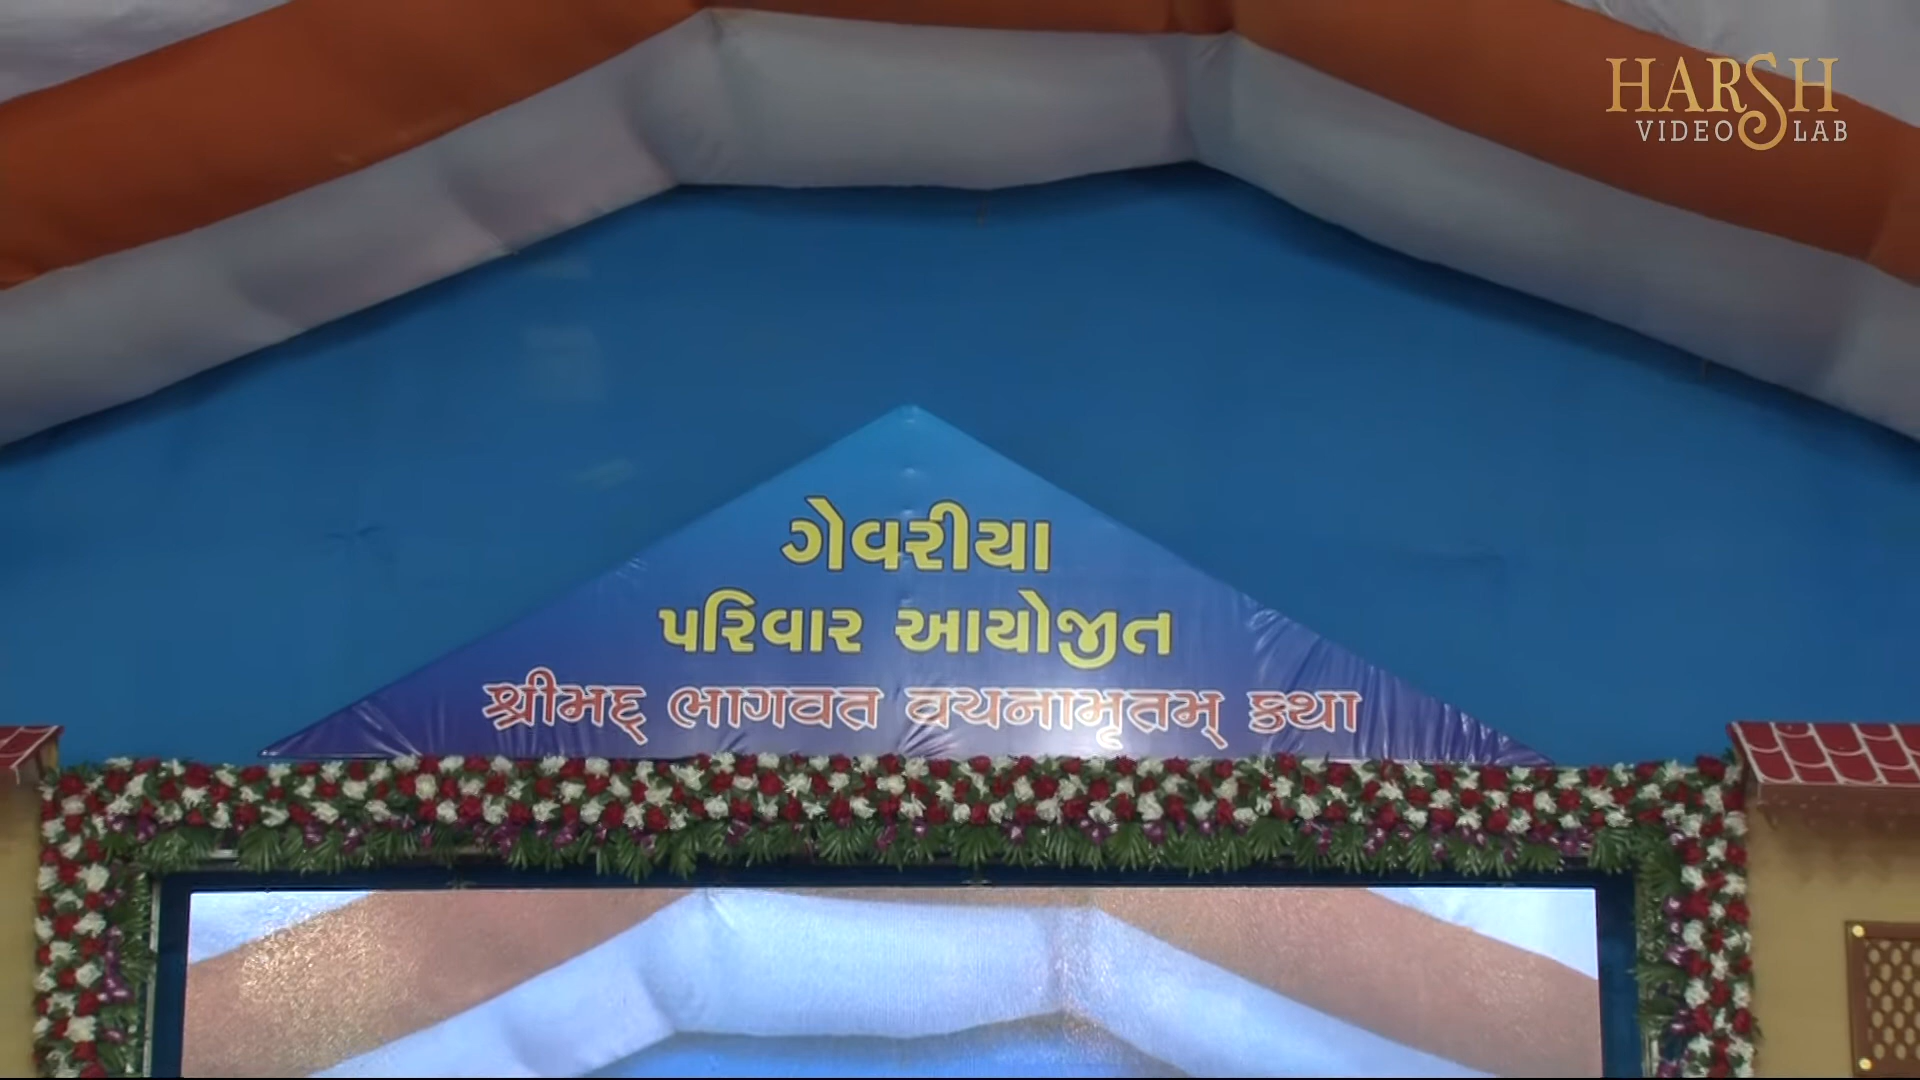 HARSH
VIDEO LAB
ગેવરીયા
પરિવાર આયોજીત
શ્રીમદ્ ભાગવત વચનામૃતમ્ કથા